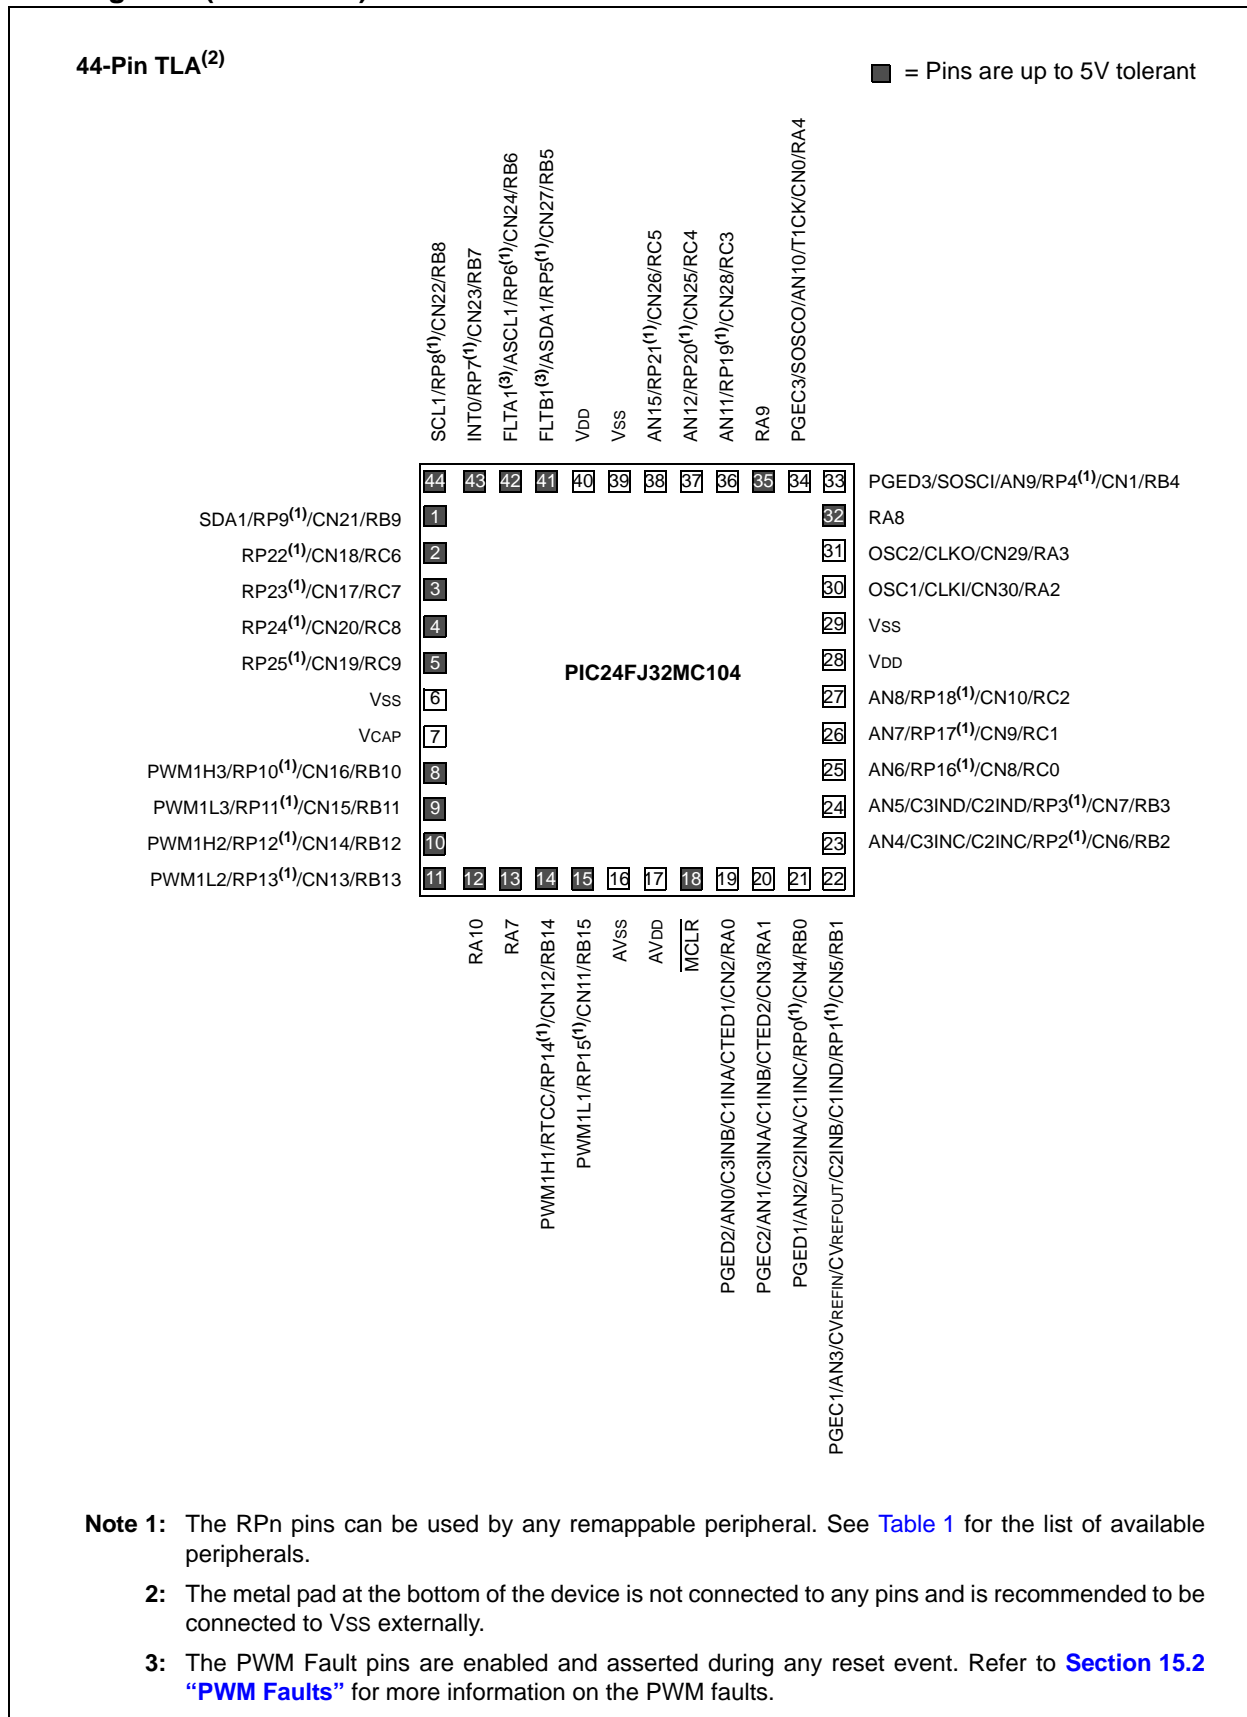 44-Pin TLA(2)
= Pins are up to 5V tolerant
SCL1/RP8(1)/CN22/RB8
INT0/RP7(1)/CN23/RB7
FLTA1(3)/ASCL1/RP6(1)/CN24/RB6
FLTB1(3)/ASDA1/RP5(1)/CN27/RB5
VDD
VSS
AN15/RP21(1)/CN26/RC5
AN12/RP20(1)/CN25/RC4
AN11/RP19(1)/CN28/RC3
RA9
PGEC3/SOSCO/AN10/T1CK/CN0/RA4
44 43 42 41 40 39 38 37 36 35 34 33 PGED3/SOSCI/AN9/RP4(1)/CN1/RB4
SDA1/RP9(1)/CN21/RB9 1 32 RA8
RP22(1)/CN18/RC6 2 31 OSC2/CLKO/CN29/RA3
RP23(1)/CN17/RC7 3 30 OSC1/CLKI/CN30/RA2
RP24(1)/CN20/RC8 4 29 VSS
RP25(1)/CN19/RC9 5 PIC24FJ32MC104 28 VDD
VSS 6 27 AN8/RP18(1)/CN10/RC2
VCAP 7 26 AN7/RP17(1)/CN9/RC1
PWM1H3/RP10(1)/CN16/RB10 8 25 AN6/RP16(1)/CN8/RC0
PWM1L3/RP11(1)/CN15/RB11 9 24 AN5/C3IND/C2IND/RP3(1)/CN7/RB3
PWM1H2/RP12(1)/CN14/RB12 10 23 AN4/C3INC/C2INC/RP2(1)/CN6/RB2
PWM1L2/RP13(1)/CN13/RB13 11 12 13 14 15 16 17 18 19 20 21 22
RA10
RA7
PWM1H1/RTCC/RP14(1)/CN12/RB14
PWM1L1/RP15(1)/CN11/RB15
AVSS
AVDD
MCLR
PGED2/AN0/C3INB/C1INA/CTED1/CN2/RA0
PGEC2/AN1/C3INA/C1INB/CTED2/CN3/RA1
PGED1/AN2/C2INA/C1INC/RP0(1)/CN4/RB0
PGEC1/AN3/CVREFIN/CVREFOUT/C2INB/C1IND/RP1(1)/CN5/RB1
Note 1: The RPn pins can be used by any remappable peripheral. See Table 1 for the list of available
peripherals.
2: The metal pad at the bottom of the device is not connected to any pins and is recommended to be
connected to VSS externally.
3: The PWM Fault pins are enabled and asserted during any reset event. Refer to Section 15.2
“PWM Faults” for more information on the PWM faults.